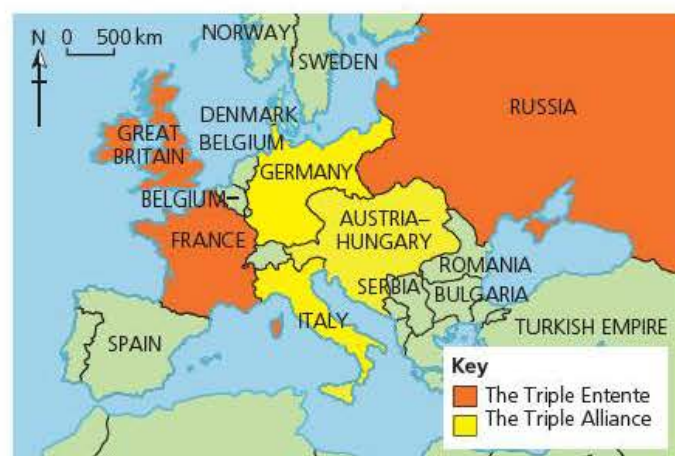 N 0 500 km
NORWAY
SWEDEN
RUSSIA
DENMARK
GREAT
BRITAIN
BELGIUM
GERMANY
BELGIUM
AUSTRIA–
HUNGARY
FRANCE
ROMANIA
SERBIA
BULGARIA
ITALY
TURKISH EMPIRE
SPAIN
Key
The Triple Entente
The Triple Alliance